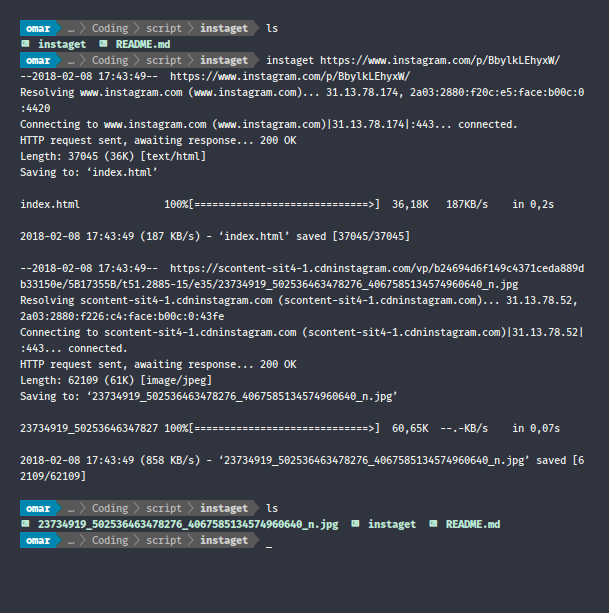 omar … Coding script instaget ls
instaget README.md
omar … Coding script instaget instaget https://www.instagram.com/p/BbylkLEhyxW/
--2018-02-08 17:43:49--  https://www.instagram.com/p/BbylkLEhyxW/
Resolving www.instagram.com (www.instagram.com)... 31.13.78.174, 2a03:2880:f20c:e5:face:b00c:0
:4420
Connecting to www.instagram.com (www.instagram.com)|31.13.78.174|:443... connected.
HTTP request sent, awaiting response... 200 OK
Length: 37045 (36K) [text/html]
Saving to: ‘index.html’
index.html 100%[=============================>] 36,18K 187KB/s in 0,2s
2018-02-08 17:43:49 (187 KB/s) - ‘index.html’ saved [37045/37045]
--2018-02-08 17:43:49--  https://scontent-sit4-1.cdninstagram.com/vp/b24694d6f149c4371ceda889d
b33150e/5B17355B/t51.2885-15/e35/23734919_502536463478276_4067585134574960640_n.jpg
Resolving scontent-sit4-1.cdninstagram.com (scontent-sit4-1.cdninstagram.com)... 31.13.78.52,
2a03:2880:f226:c4:face:b00c:0:43fe
Connecting to scontent-sit4-1.cdninstagram.com (scontent-sit4-1.cdninstagram.com)|31.13.78.52|
:443... connected.
HTTP request sent, awaiting response... 200 OK
Length: 62109 (61K) [image/jpeg]
Saving to: ‘23734919_502536463478276_4067585134574960640_n.jpg’
23734919_50253646347827 100%[=============================>] 60,65K --.-KB/s in 0,07s
2018-02-08 17:43:49 (858 KB/s) - ‘23734919_502536463478276_4067585134574960640_n.jpg’ saved [6
2109/62109]
omar … Coding script instaget ls
23734919_502536463478276_4067585134574960640_n.jpg instaget README.md
omar … Coding script instaget _